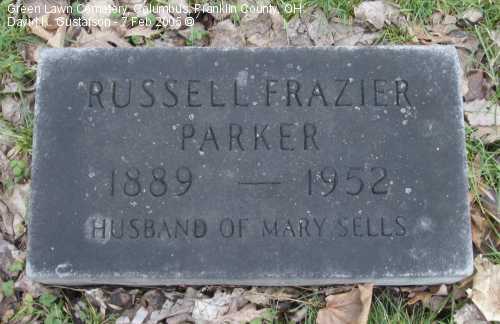 Green Lawn Cemetery, Columbus, Franklin County, OH.
David K. Gustafson - 7 Feb 2005 ©
RUSSELL FRAZIER
PARKER
1889 — 1952
HUSBAND OF MARY SELLS